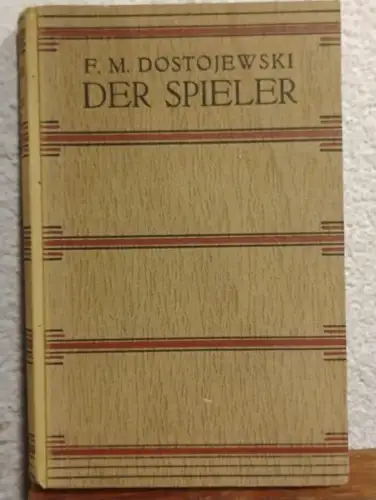 F. M. DOSTOJEWSKI
DER SPIELER